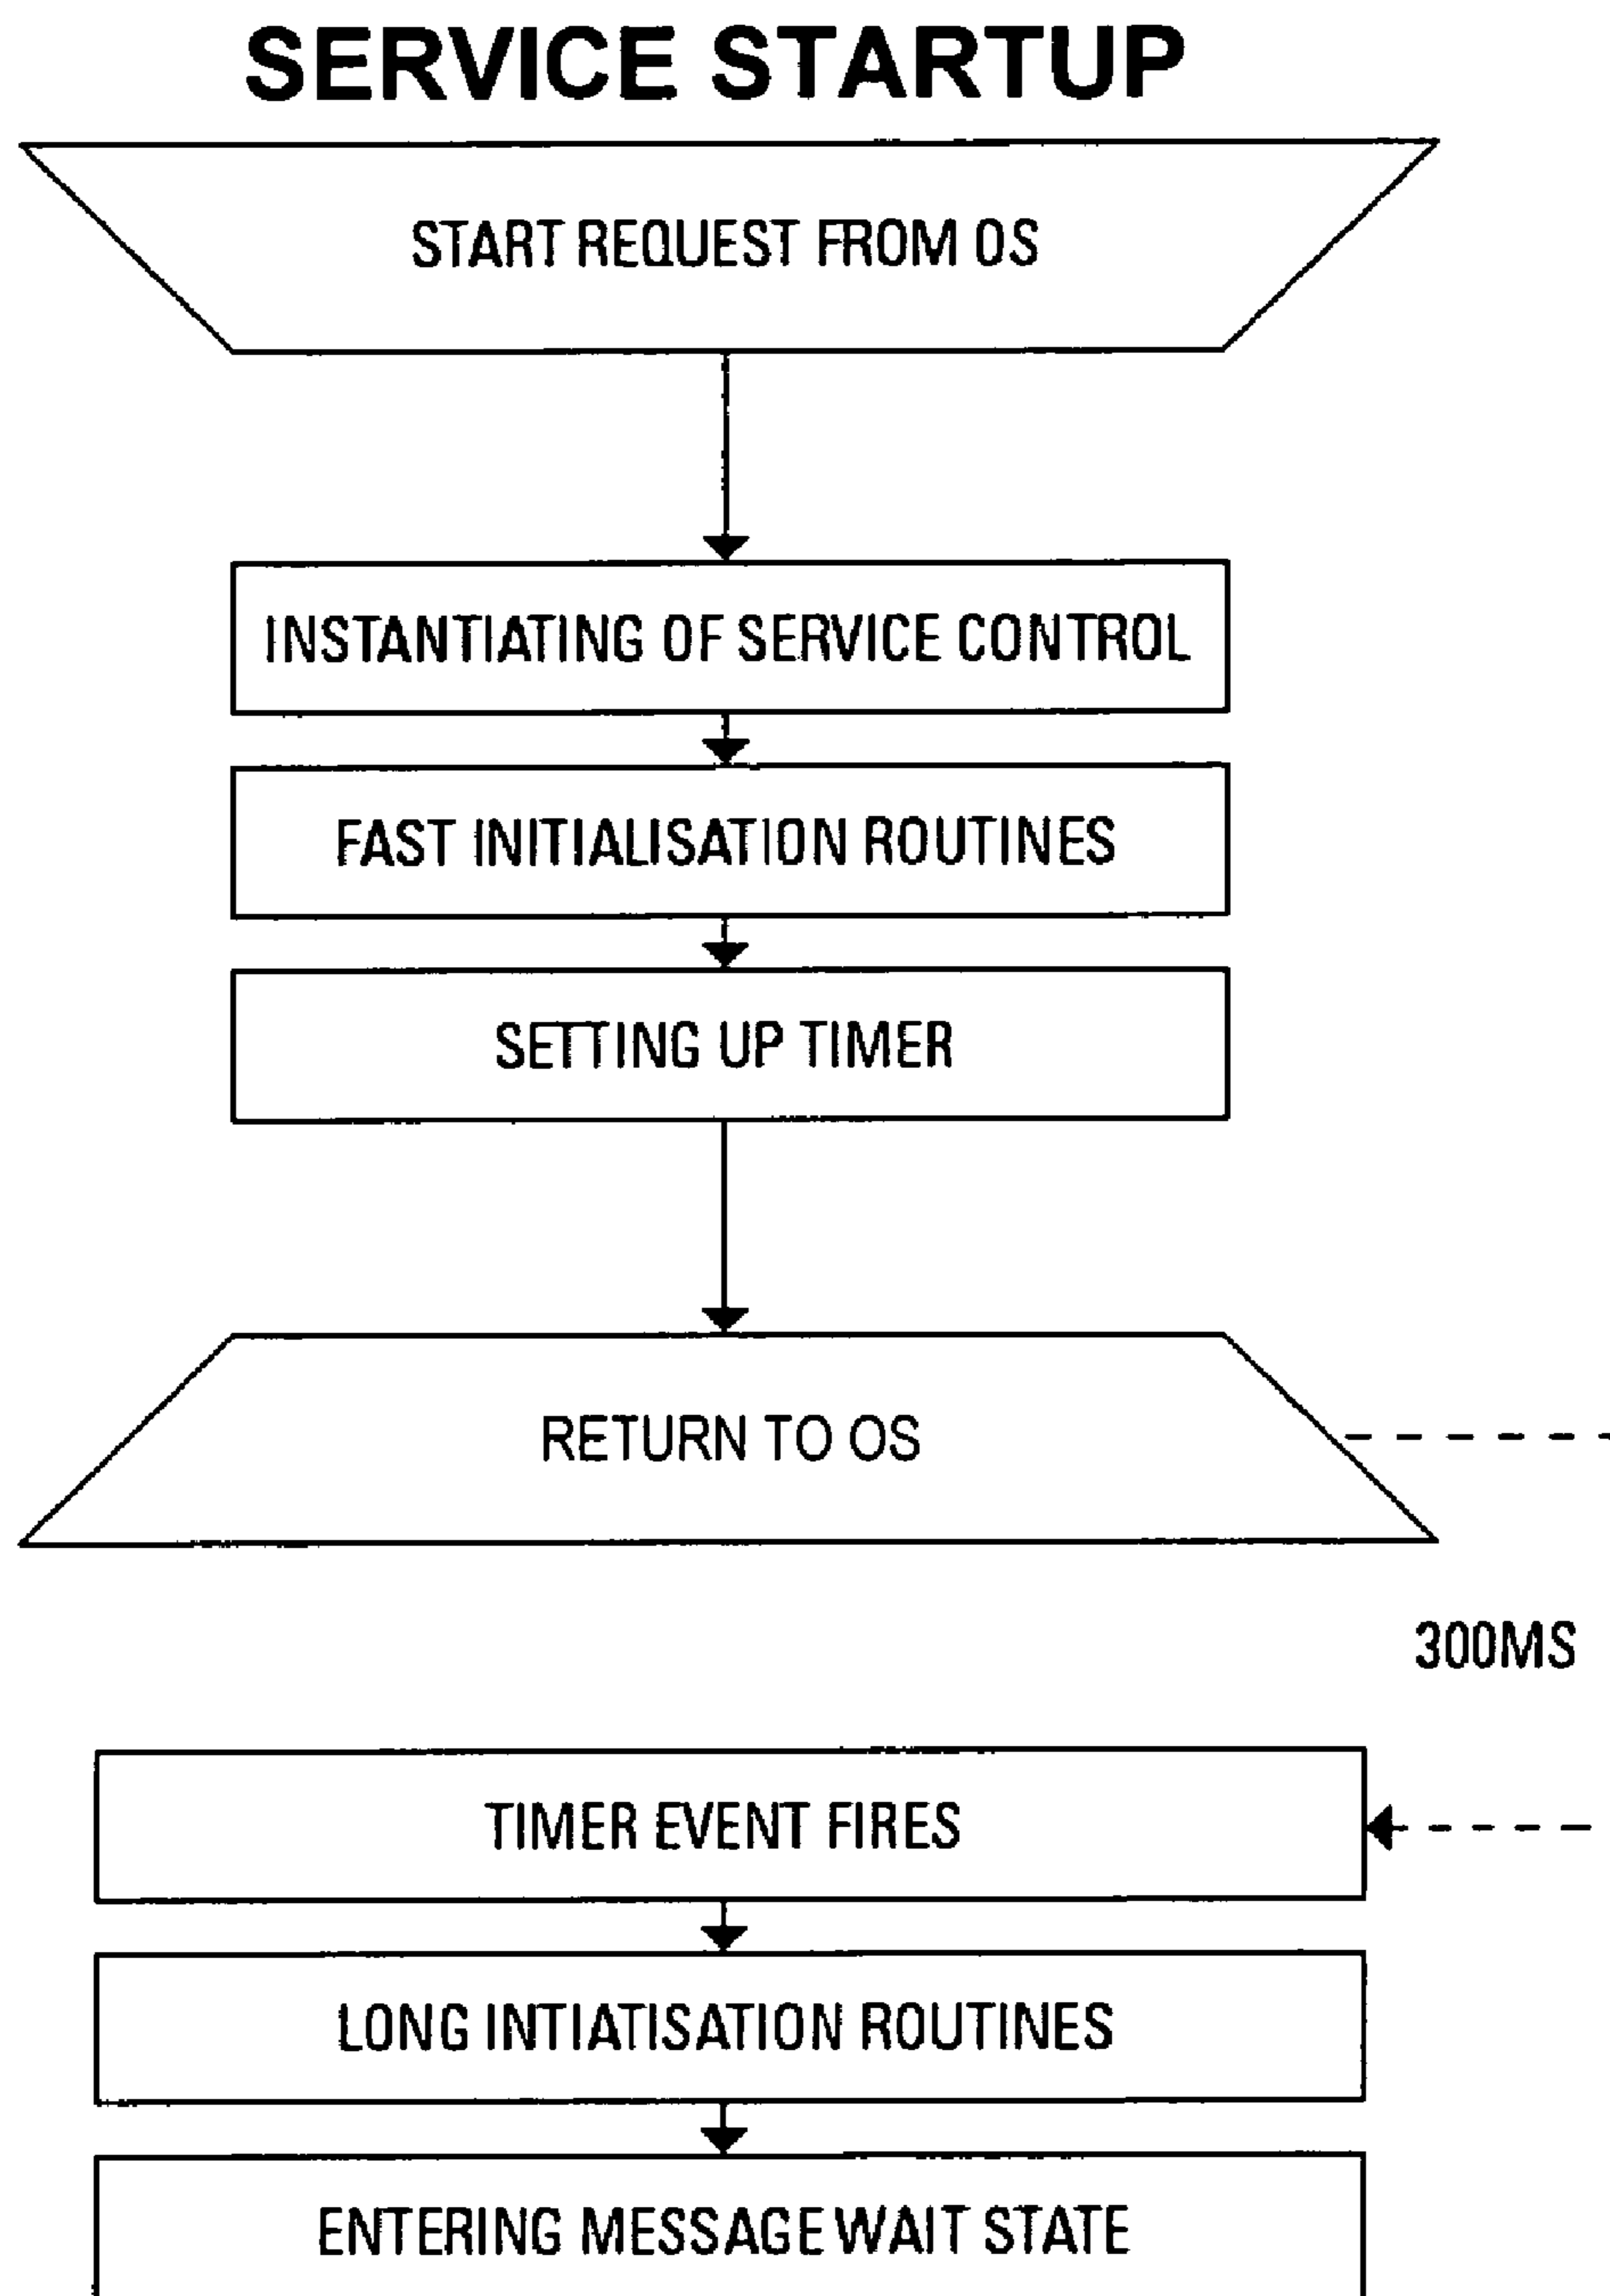 SERVICE STARTUP
START REQUEST FROM OS
INSTANTIATING OF SERVICE CONTROL
FAST INITIALISATION ROUTINES
SETTING UP TIMER
RETURN TO OS
300MS
TIMER EVENT FIRES
LONG INTIATISATION ROUTINES
ENTERING MESSAGE WAIT STATE